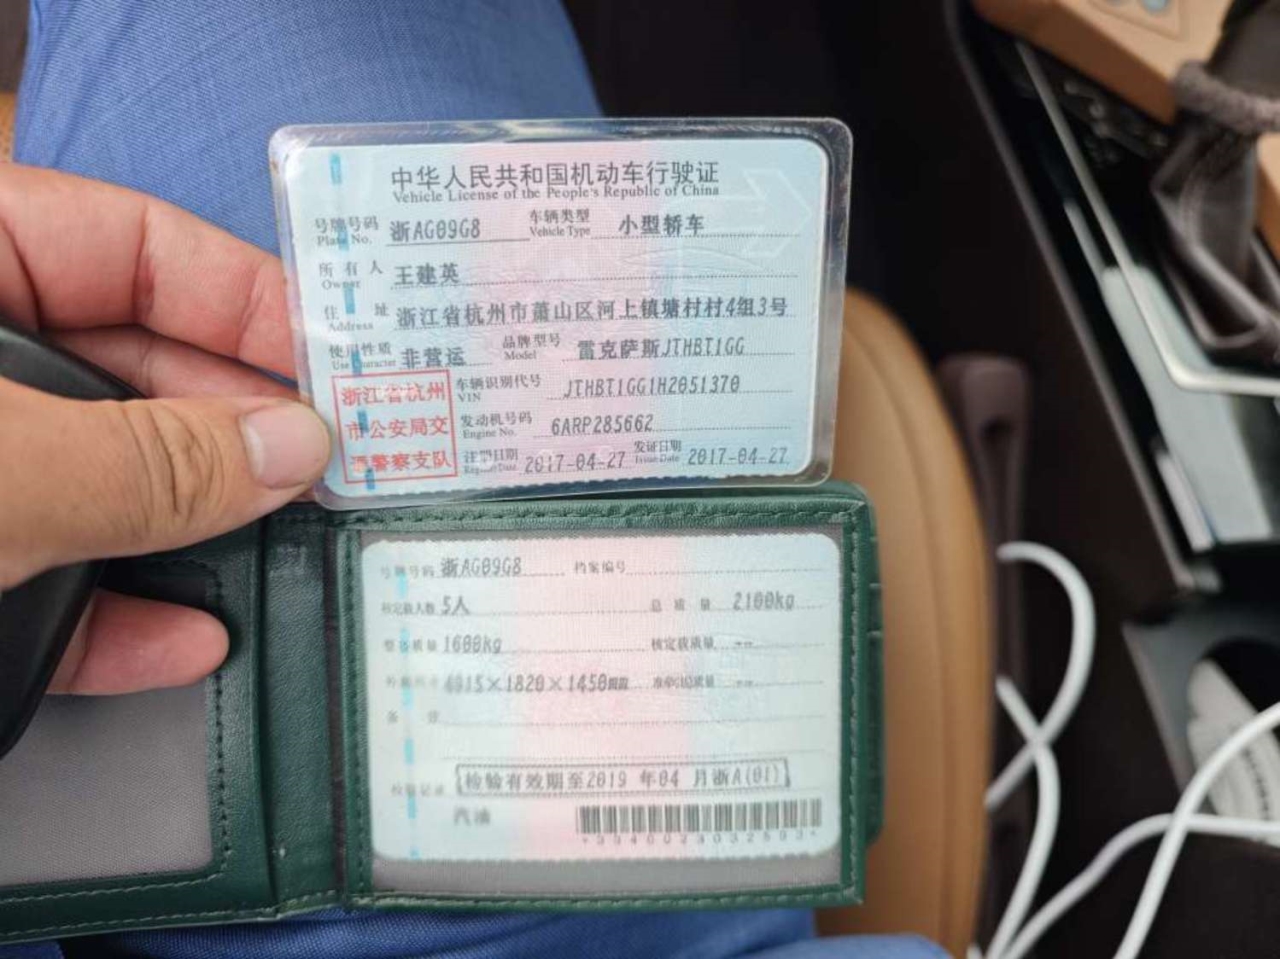 中华人民共和国机动车行驶证
Vehicle License of the People's Republic of China
号牌号码 浙AG09G8 车辆类型 小型轿车
Plate No. Vehicle Type
所有人 王建英
Owner
住址 浙江省杭州市萧山区河上镇塘村村4组3号
Address
使用性质 非营运 品牌型号 雷克萨斯JTHBT1GG
Use Character Model
浙江省杭州 车辆识别代号 JTHBT1GG1H2051370
VIN
市公安局交 发动机号码 6ARP285662
Engine No.
通警察支队 注册日期 2017-04-27 发证日期 2017-04-27
Register Date Issue Date
号牌号码 浙AG09G8 档案编号
核定载人数 5人 总质量 2100kg
整备质量 1680kg 核定载质量 --
外廓尺寸 ×1820×1450mm 准牵引总质量 --
备注
检验记录 检验有效期至2019年04月浙A(01)
汽油